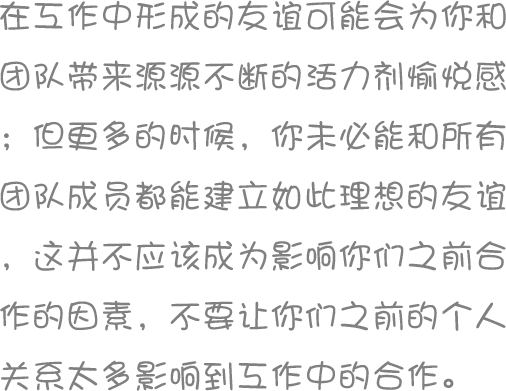 在互作中形成的友谊可能会为你和
团队带来源源不断的活力剂愉悦感
；但更多的时候，你未必能和所有
团队成员都能建立如此理想的友谊
，这并不应该成为影响你们之前合
作的因素，不要让你们之前的个人
关系太多影响到互作中的合作。